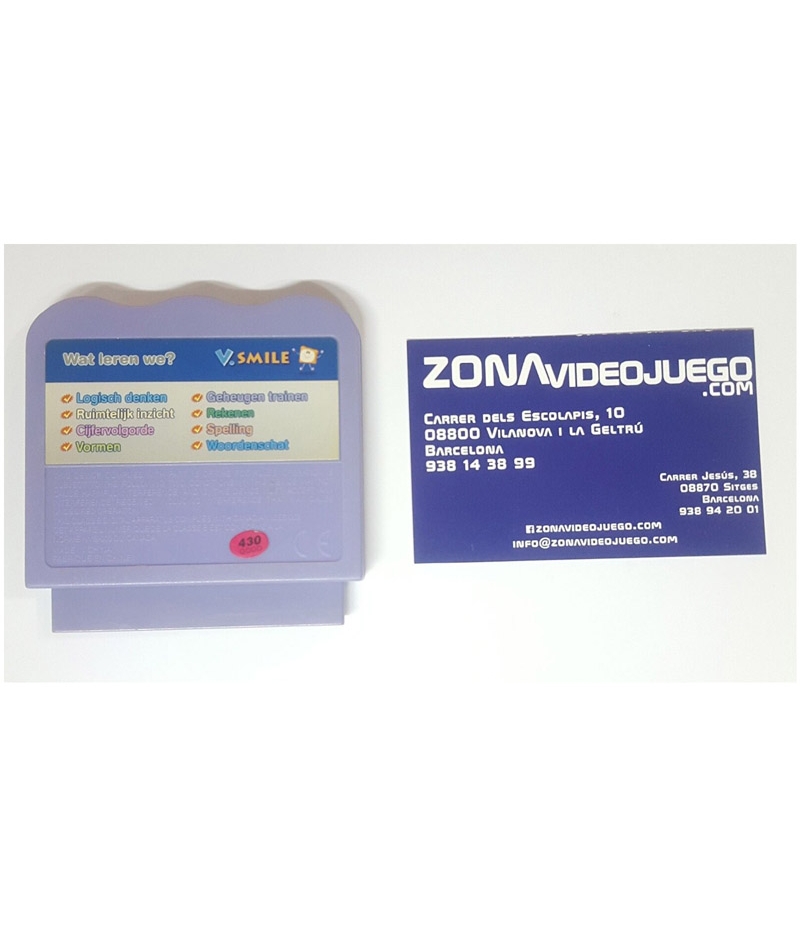 Wat leren we?
V.SMILE
Logisch denken
Ruimtelijk inzicht
Cijfervolgorde
Vormen
Geheugen trainen
Rekenen
Spelling
Woordenschat
430
CE
ZONAVIDEOJUEGO
.COM
CARRER DELS ESCOLAPIS, 10
08800 VILANOVA I LA GELTRÚ
BARCELONA
938 14 38 99
CARRER JESÚS, 38
08870 SITGES
BARCELONA
938 94 20 01
ZONAVIDEOJUEGO.COM
INFO@ZONAVIDEOJUEGO.COM